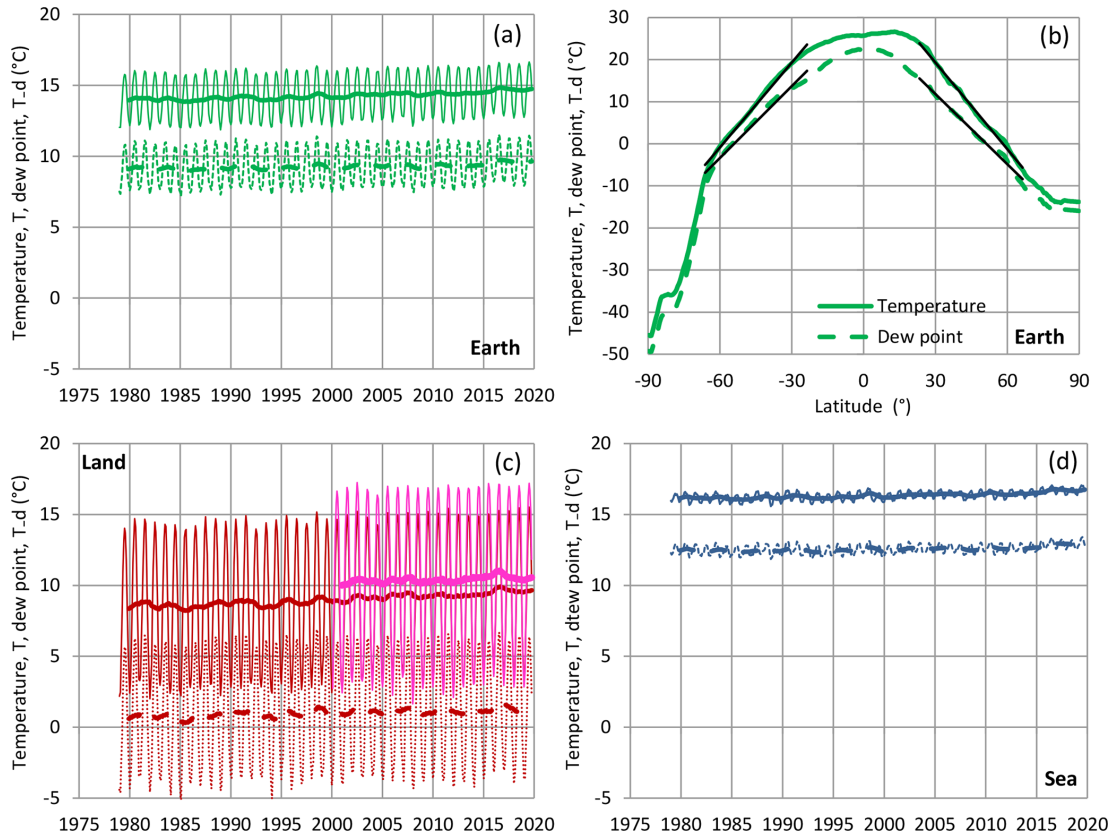 Temperature, T, dew point, T_d (°C)
20
15
10
5
0
-5
(a)
Earth
1975 1980 1985 1990 1995 2000 2005 2010 2015 2020
Temperature, T, dew point, T_d (°C)
30
20
10
0
-10
-20
-30
-40
-50
(b)
Temperature
Dew point
Earth
-90 -60 -30 0 30 60 90
Latitude (°)
Temperature, T, dew point, T_d (°C)
20
15
10
5
0
-5
Land
(c)
1975 1980 1985 1990 1995 2000 2005 2010 2015 2020
Temperature, T, dew point, T_d (°C)
20
15
10
5
0
-5
(d)
Sea
1975 1980 1985 1990 1995 2000 2005 2010 2015 2020